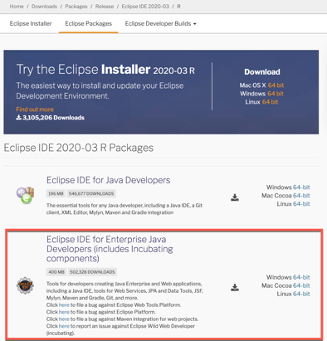 Home / Downloads / Packages / Release / Eclipse IDE 2020-03 / R
Eclipse Installer Eclipse Packages Eclipse Developer Builds
Try the Eclipse Installer 2020-03 R
The easiest way to install and update your Eclipse
Development Environment.
Find out more
3,105,206 Downloads
Download
Mac OS X 64 bit
Windows 64 bit
Linux 64 bit
Eclipse IDE 2020-03 R Packages
Eclipse IDE for Java Developers
196 MB 546,677 DOWNLOADS
The essential tools for any Java developer, including a Java IDE, a Git
client, XML Editor, Mylyn, Maven and Gradle integration
Windows 64-bit
Mac Cocoa 64-bit
Linux 64-bit
Eclipse IDE for Enterprise Java
Developers (includes Incubating
components)
400 MB 502,328 DOWNLOADS
Tools for developers creating Java Enterprise and Web applications,
including a Java IDE, tools for Web Services, JPA and Data Tools, JSF,
Mylyn, Maven and Gradle, Git, and more.
Click here to file a bug against Eclipse Web Tools Platform.
Click here to file a bug against Eclipse Platform.
Click here to file a bug against Maven integration for web projects.
Click here to report an issue against Eclipse Wild Web Developer
(incubating).
Windows 64-bit
Mac Cocoa 64-bit
Linux 64-bit